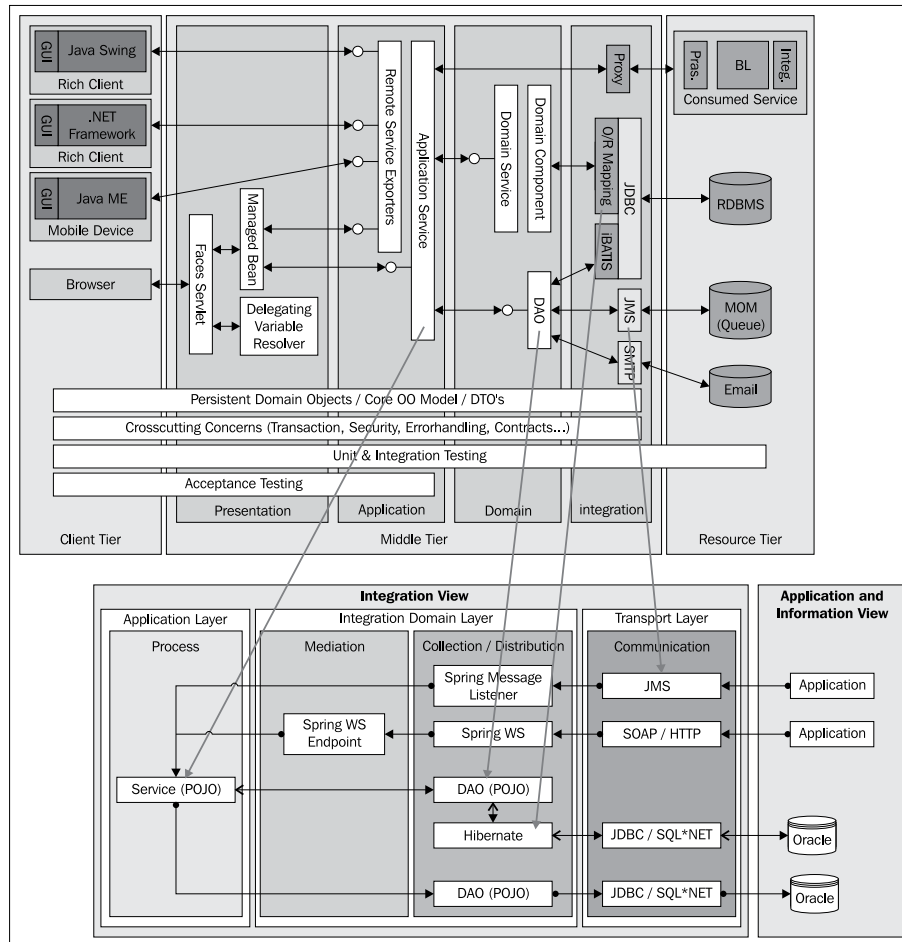 GUI
Java Swing
Rich Client
GUI
.NET
Framework
Rich Client
GUI
Java ME
Mobile Device
Browser
Faces Servlet
Managed Bean
Delegating
Variable
Resolver
Remote Service Exporters
Application Service
Domain Service
Domain Component
DAO
Proxy
O/R Mapping
JDBC
iBATIS
JMS
SMTP
Pras.
BL
Integ.
Consumed Service
RDBMS
MOM
(Queue)
Email
Persistent Domain Objects / Core OO Model / DTO's
Crosscutting Concerns (Transaction, Security, Errorhandling, Contracts...)
Unit & Integration Testing
Acceptance Testing
Presentation
Application
Domain
integration
Client Tier
Middle Tier
Resource Tier
Integration View
Application and
Information View
Application Layer
Integration Domain Layer
Transport Layer
Process
Mediation
Collection / Distribution
Communication
Spring Message
Listener
JMS
Application
Spring WS
Endpoint
Spring WS
SOAP / HTTP
Application
Service (POJO)
DAO (POJO)
Hibernate
JDBC / SQL*NET
Oracle
DAO (POJO)
JDBC / SQL*NET
Oracle